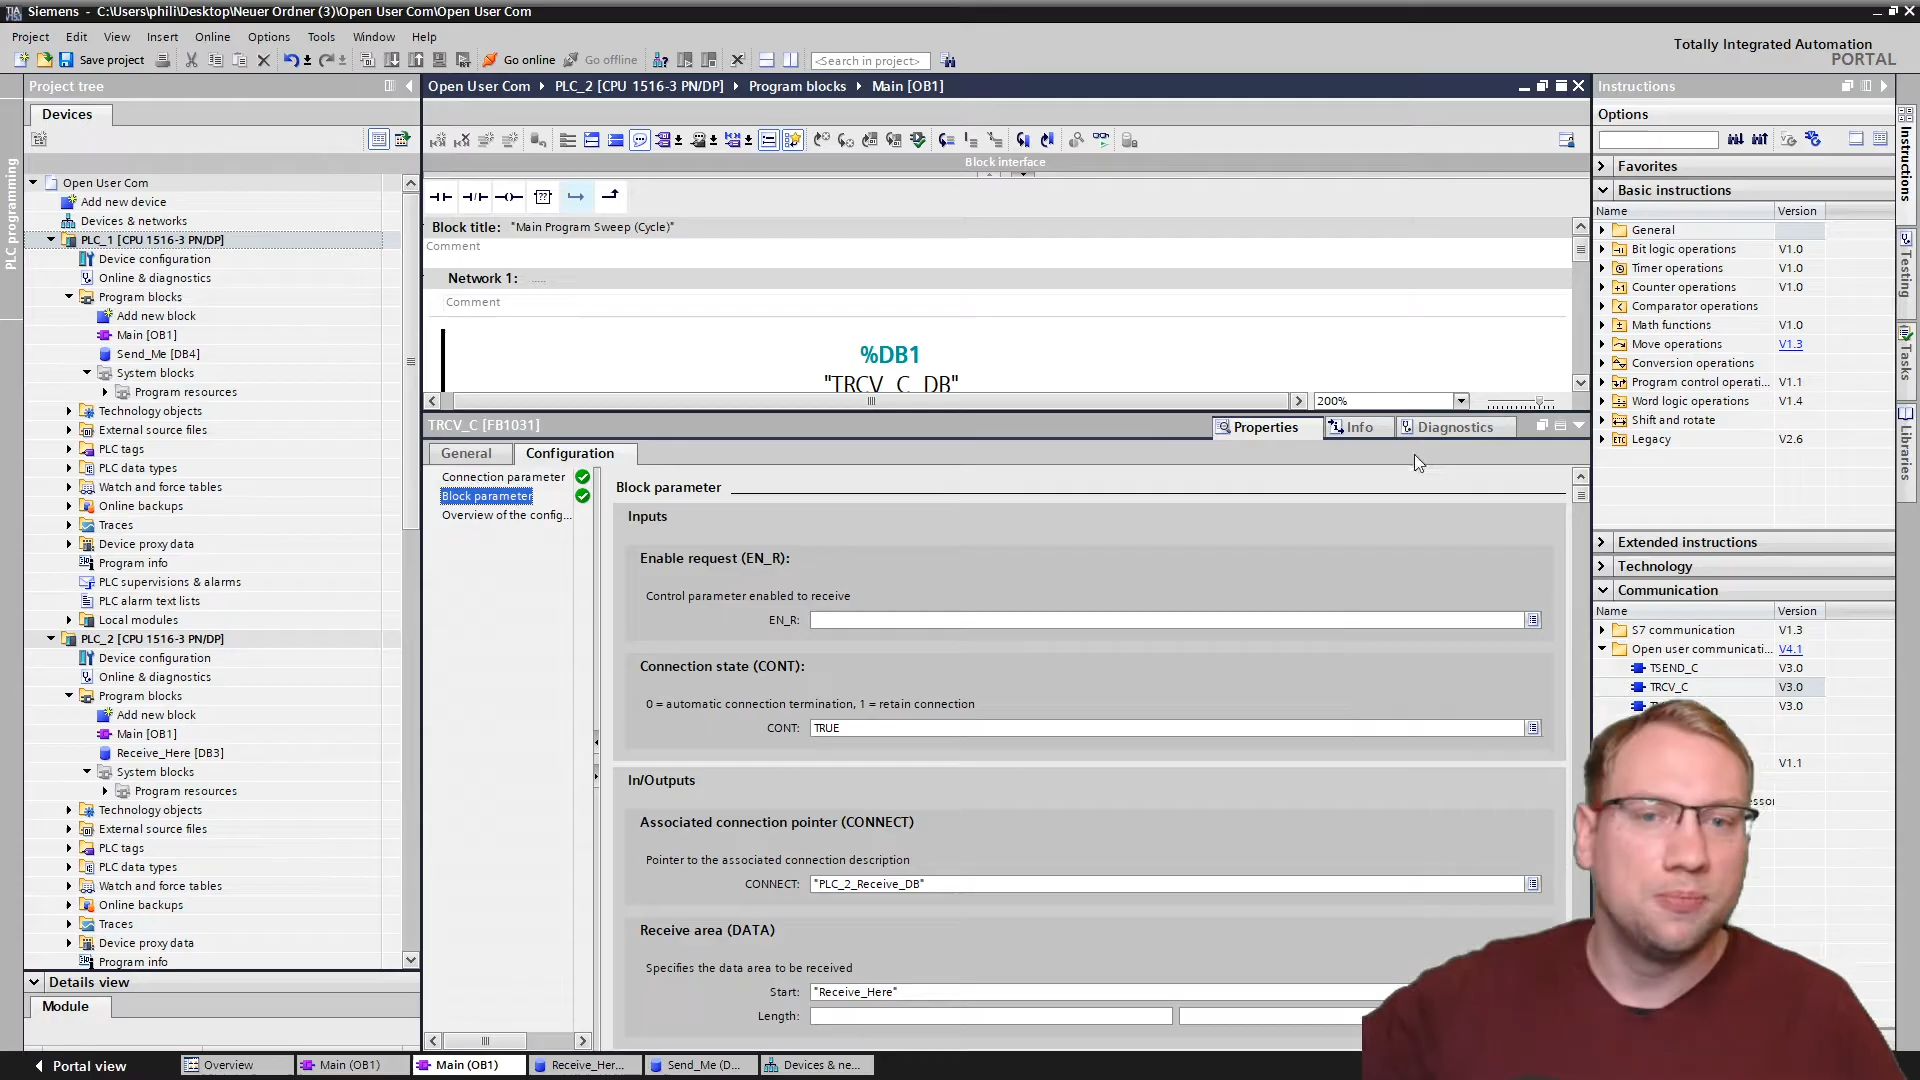 Siemens - C:\Users\phili\Desktop\Neuer Ordner (3)\Open User Com\Open User Com
Project Edit View Insert Online Options Tools Window Help
Totally Integrated Automation
PORTAL
Save project
Go online
Go offline
<Search in project>
Project tree
Devices
PLC programming
Open User Com
Add new device
Devices & networks
PLC_1 [CPU 1516-3 PN/DP]
Device configuration
Online & diagnostics
Program blocks
Add new block
Main [OB1]
Send_Me [DB4]
System blocks
Program resources
Technology objects
External source files
PLC tags
PLC data types
Watch and force tables
Online backups
Traces
Device proxy data
Program info
PLC supervisions & alarms
PLC alarm text lists
Local modules
PLC_2 [CPU 1516-3 PN/DP]
Device configuration
Online & diagnostics
Program blocks
Add new block
Main [OB1]
Receive_Here [DB3]
System blocks
Program resources
Technology objects
External source files
PLC tags
PLC data types
Watch and force tables
Online backups
Traces
Device proxy data
Program info
Details view
Module
Open User Com PLC_2 [CPU 1516-3 PN/DP] Program blocks Main [OB1]
Block interface
Block title: "Main Program Sweep (Cycle)"
Comment
Network 1: .....
Comment
%DB1
"TRCV_C_DB"
200%
TRCV_C [FB1031]
Properties
Info
Diagnostics
General
Configuration
Connection parameter
Block parameter
Overview of the config...
Block parameter
Inputs
Enable request (EN_R):
Control parameter enabled to receive
EN_R:
Connection state (CONT):
0 = automatic connection termination, 1 = retain connection
CONT: TRUE
In/Outputs
Associated connection pointer (CONNECT)
Pointer to the associated connection description
CONNECT: "PLC_2_Receive_DB"
Receive area (DATA)
Specifies the data area to be received
Start: "Receive_Here"
Length:
Instructions
Options
Favorites
Basic instructions
Name Version
General
Bit logic operations V1.0
Timer operations V1.0
Counter operations V1.0
Comparator operations
Math functions V1.0
Move operations V1.3
Conversion operations
Program control operati... V1.1
Word logic operations V1.4
Shift and rotate
Legacy V2.6
Extended instructions
Technology
Communication
Name Version
S7 communication V1.3
Open user communicati... V4.1
TSEND_C V3.0
TRCV_C V3.0
V3.0
V1.1
Instructions
Testing
Tasks
Libraries
Portal view
Overview
Main (OB1)
Main (OB1)
Receive_Her...
Send_Me (D...
Devices & ne...